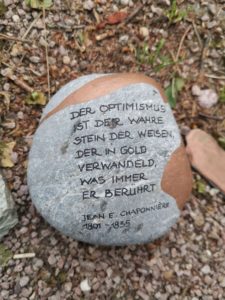 DER OPTIMISMUS
IST DER WAHRE
STEIN DER WEISEN,
DER IN GOLD
VERWANDELD,
WAS IMMER
ER BERÜHRT
JEAN E. CHAPONNIÈRE
1801 - 1835